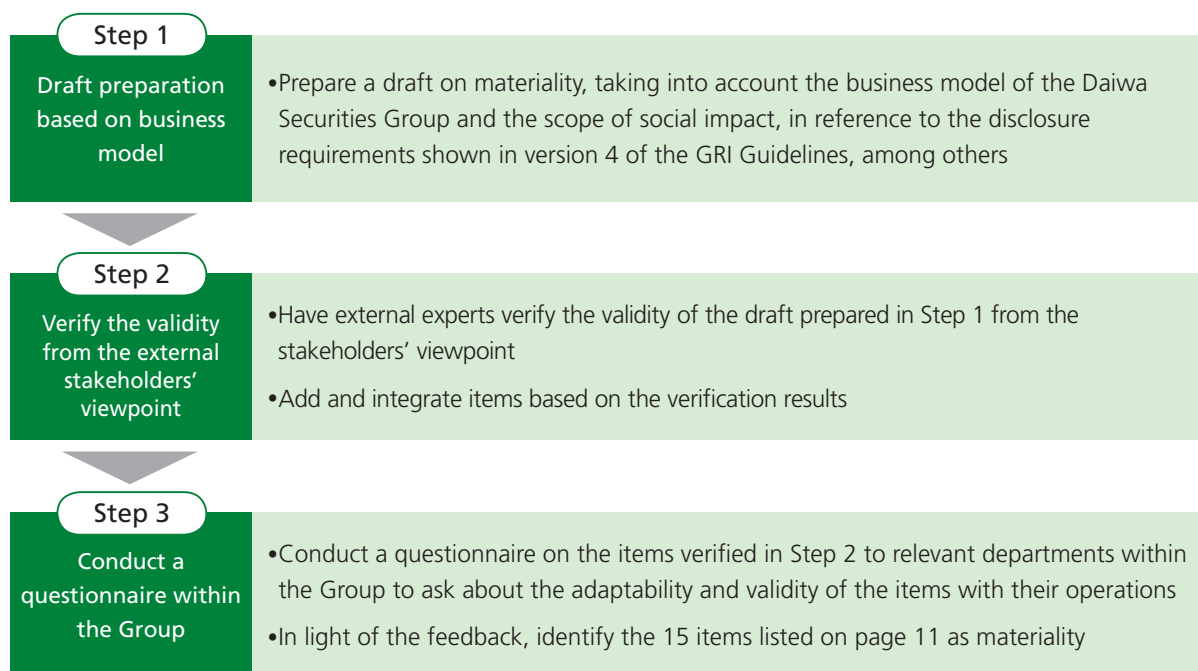 Step 1
Draft preparation
based on business
model
•Prepare a draft on materiality, taking into account the business model of the Daiwa
Securities Group and the scope of social impact, in reference to the disclosure
requirements shown in version 4 of the GRI Guidelines, among others
Step 2
Verify the validity
from the external
stakeholders’
viewpoint
•Have external experts verify the validity of the draft prepared in Step 1 from the
stakeholders’ viewpoint
•Add and integrate items based on the verification results
Step 3
Conduct a
questionnaire within
the Group
•Conduct a questionnaire on the items verified in Step 2 to relevant departments within
the Group to ask about the adaptability and validity of the items with their operations
•In light of the feedback, identify the 15 items listed on page 11 as materiality